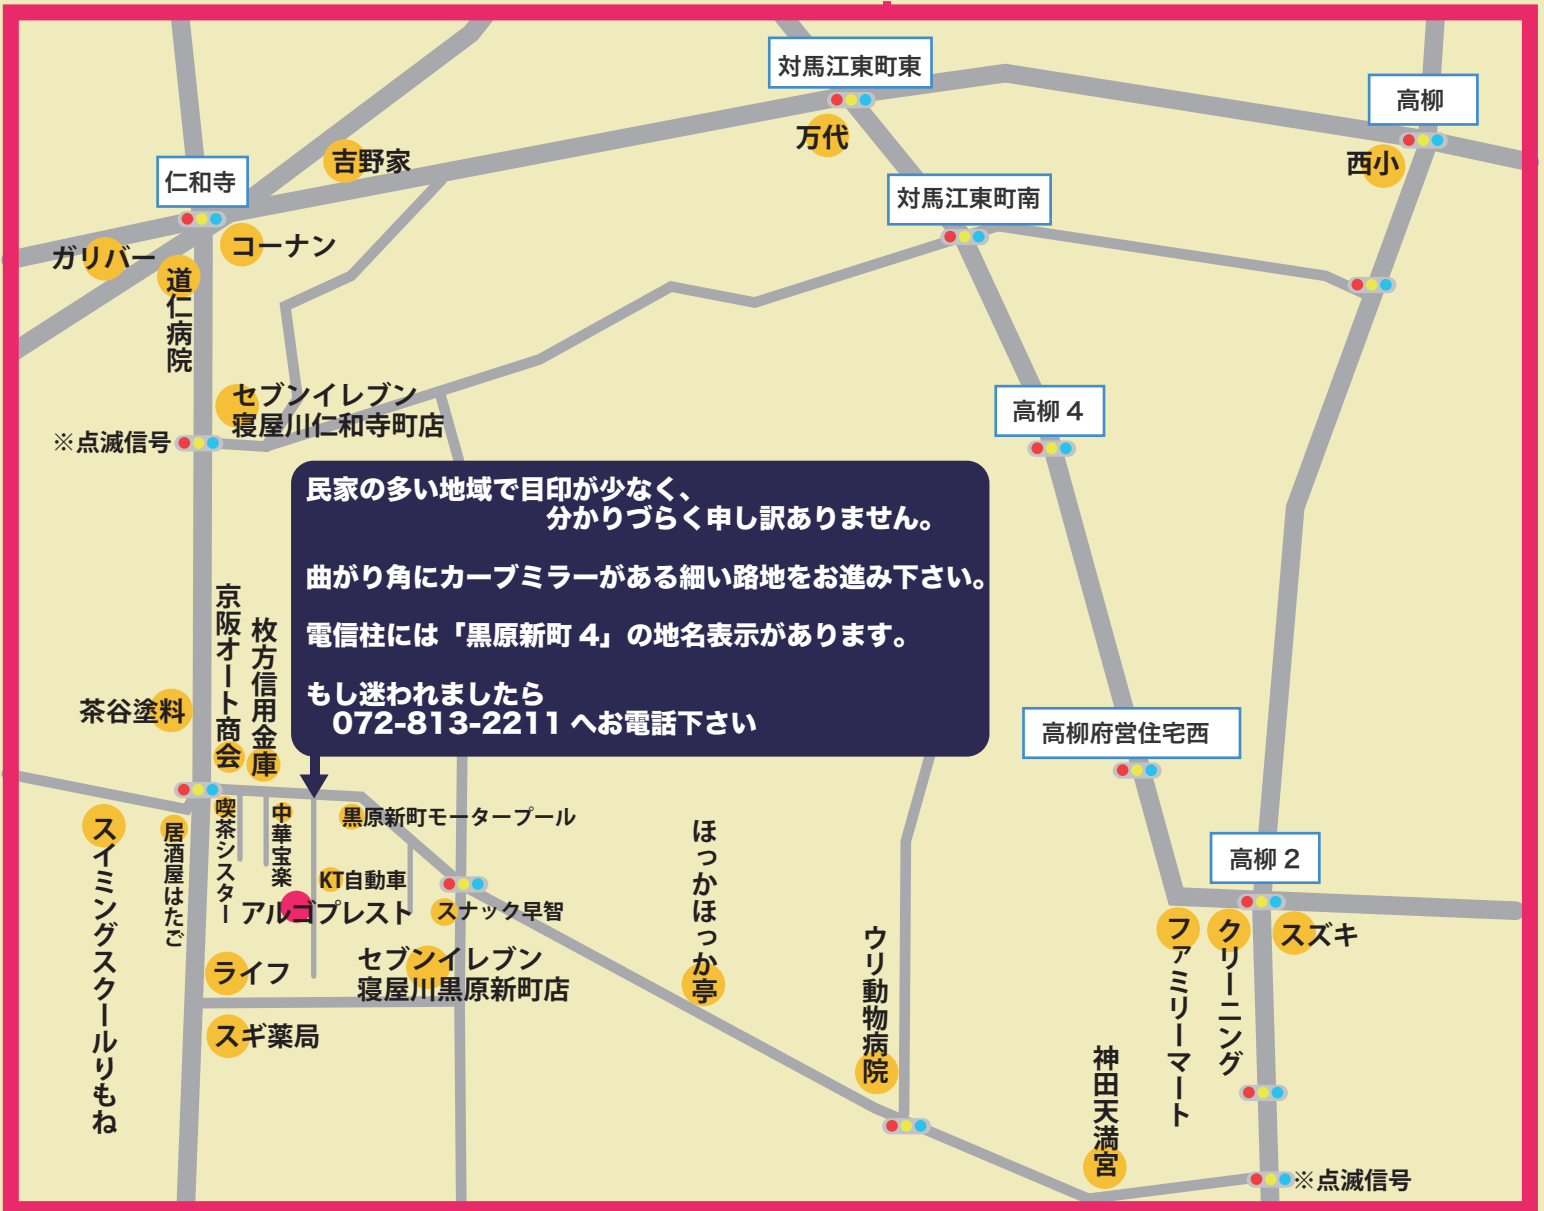 対馬江東町東
高柳
万代
西小
吉野家
仁和寺
対馬江東町南
コーナン
ガリバー
道仁病院
セブンイレブン
寝屋川仁和寺町店
※点滅信号
高柳 4
民家の多い地域で目印が少なく、
分かりづらく申し訳ありません。
曲がり角にカーブミラーがある細い路地をお進み下さい。
電信柱には「黒原新町 4」の地名表示があります。
もし迷われましたら
072-813-2211 へお電話下さい
京阪オート商会
枚方信用金庫
茶谷塗料
高柳府営住宅西
スイミングスクールりもね
居酒屋はたご
喫茶シスター
中華宝楽
黒原新町モータープール
KT自動車
アルゴプレスト
スナック早智
ほっかほっか亭
高柳 2
ライフ
セブンイレブン
寝屋川黒原新町店
スギ薬局
ウリ動物病院
ファミリーマート
クリーニング
スズキ
神田天満宮
※点滅信号